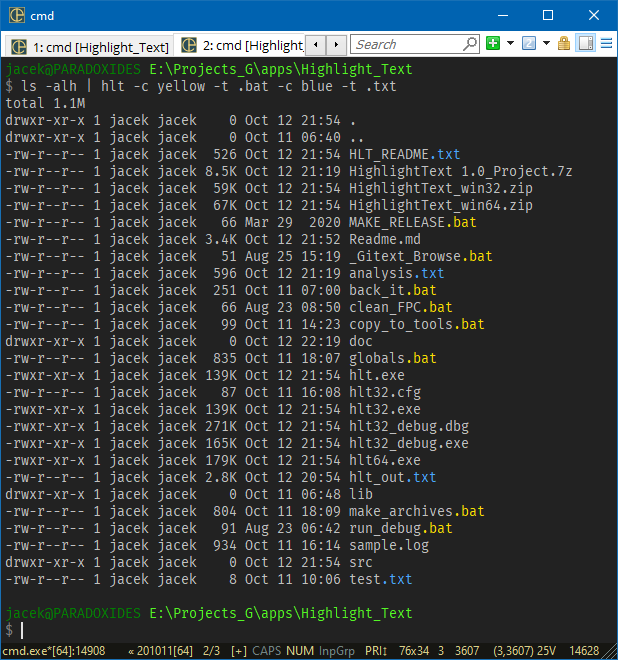 cmd
1: cmd [Highlight_Text]
2: cmd [Highlight_
Search
jacek@PARADOXIDES E:\Projects_G\apps\Highlight_Text
$ ls -alh | hlt -c yellow -t .bat -c blue -t .txt
total 1.1M
drwxr-xr-x 1 jacek jacek    0 Oct 12 21:54 .
drwxr-xr-x 1 jacek jacek    0 Oct 11 06:40 ..
-rw-r--r-- 1 jacek jacek  526 Oct 12 21:54 HLT_README.txt
-rw-r--r-- 1 jacek jacek 8.5K Oct 12 21:19 HighlightText 1.0_Project.7z
-rw-r--r-- 1 jacek jacek  59K Oct 12 21:54 HighlightText_win32.zip
-rw-r--r-- 1 jacek jacek  67K Oct 12 21:54 HighlightText_win64.zip
-rw-r--r-- 1 jacek jacek   66 Mar 29  2020 MAKE_RELEASE.bat
-rw-r--r-- 1 jacek jacek 3.4K Oct 12 21:52 Readme.md
-rw-r--r-- 1 jacek jacek   51 Aug 25 15:19 _Gitext_Browse.bat
-rw-r--r-- 1 jacek jacek  596 Oct 12 21:19 analysis.txt
-rw-r--r-- 1 jacek jacek  251 Oct 11 07:00 back_it.bat
-rw-r--r-- 1 jacek jacek   66 Aug 23 08:50 clean_FPC.bat
-rw-r--r-- 1 jacek jacek   99 Oct 11 14:23 copy_to_tools.bat
drwxr-xr-x 1 jacek jacek    0 Oct 12 22:19 doc
-rw-r--r-- 1 jacek jacek  835 Oct 11 18:07 globals.bat
-rwxr-xr-x 1 jacek jacek 139K Oct 12 21:54 hlt.exe
-rw-r--r-- 1 jacek jacek   87 Oct 11 16:08 hlt32.cfg
-rwxr-xr-x 1 jacek jacek 139K Oct 12 21:54 hlt32.exe
-rwxr-xr-x 1 jacek jacek 271K Oct 12 21:54 hlt32_debug.dbg
-rwxr-xr-x 1 jacek jacek 165K Oct 12 21:54 hlt32_debug.exe
-rwxr-xr-x 1 jacek jacek 179K Oct 12 21:54 hlt64.exe
-rw-r--r-- 1 jacek jacek 2.8K Oct 12 20:54 hlt_out.txt
drwxr-xr-x 1 jacek jacek    0 Oct 11 06:48 lib
-rw-r--r-- 1 jacek jacek  804 Oct 11 18:09 make_archives.bat
-rw-r--r-- 1 jacek jacek   91 Aug 23 06:42 run_debug.bat
-rw-r--r-- 1 jacek jacek  934 Oct 11 16:14 sample.log
drwxr-xr-x 1 jacek jacek    0 Oct 12 21:54 src
-rw-r--r-- 1 jacek jacek    8 Oct 11 10:06 test.txt
jacek@PARADOXIDES E:\Projects_G\apps\Highlight_Text
$
cmd.exe*[64]:14908 « 201011[64] 2/3 [+] CAPS NUM InpGrp PRI↕ 76x34 3 3607 (3,3607) 25V 14628